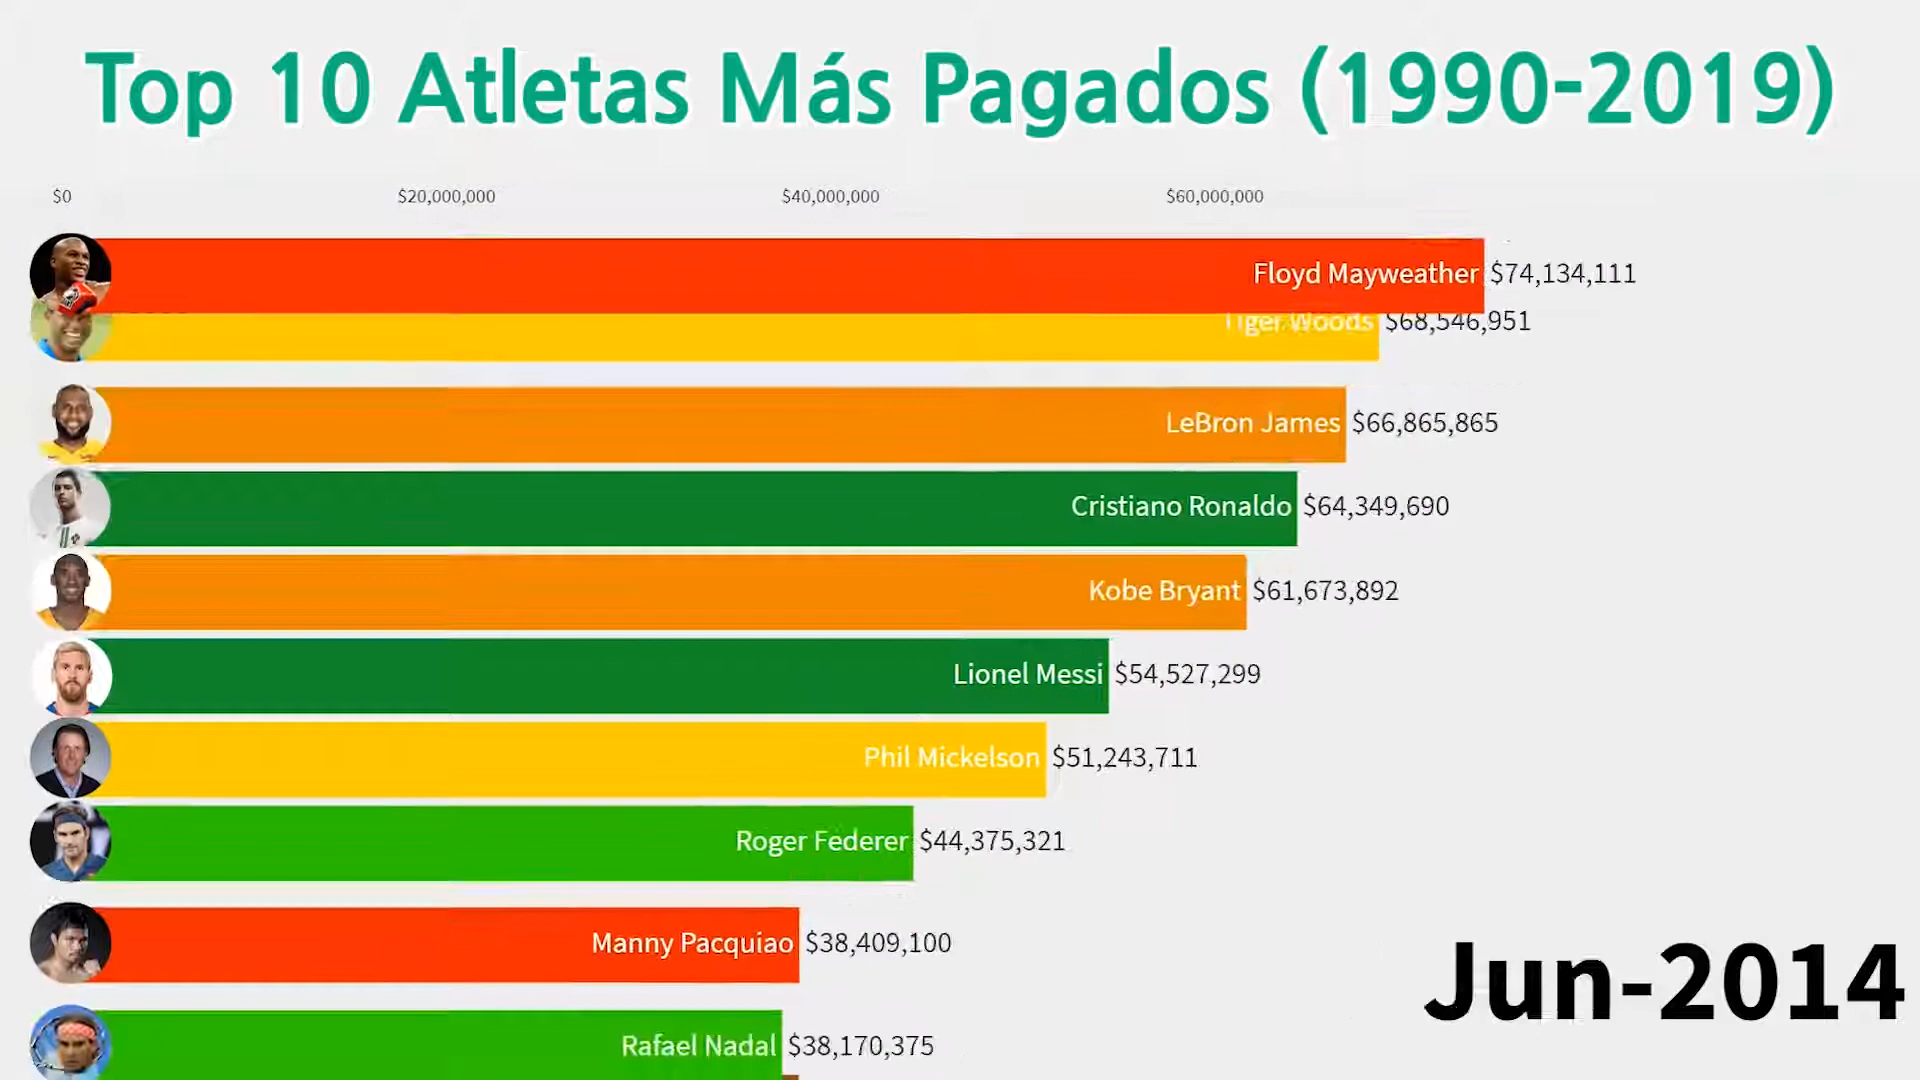 Top 10 Atletas Más Pagados (1990-2019)
$0 $20,000,000 $40,000,000 $60,000,000
Floyd Mayweather $74,134,111
Tiger Woods $68,546,951
LeBron James $66,865,865
Cristiano Ronaldo $64,349,690
Kobe Bryant $61,673,892
Lionel Messi $54,527,299
Phil Mickelson $51,243,711
Roger Federer $44,375,321
Manny Pacquiao $38,409,100
Rafael Nadal $38,170,375
Jun-2014